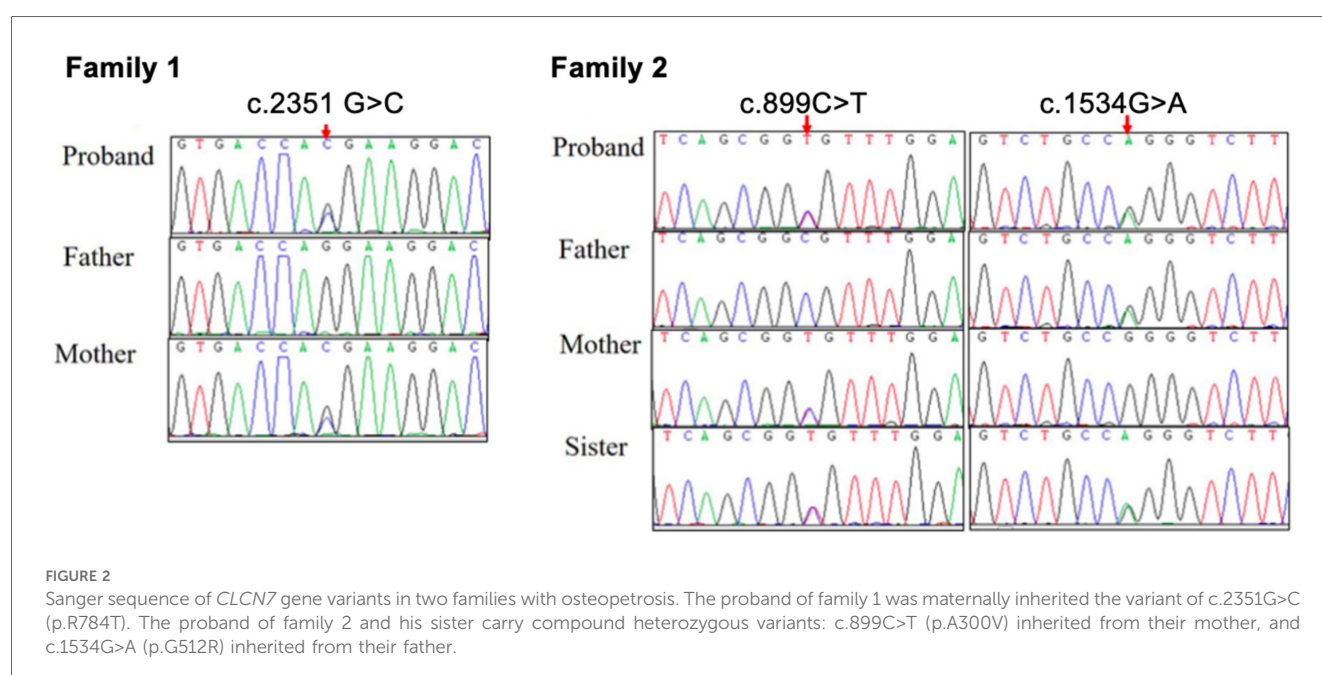 Family 1
Family 2
c.2351 G>C
c.899C>T
c.1534G>A
Proband
G T G A C C A C G A A G G A C
Proband
T C A G C G G T G T T T G G A
G T C T G C C A G G G T C T T
Father
G T G A C C A G G A A G G A C
Father
T C A G C G G C G T T T G G A
G T C T G C C A G G G T C T T
Mother
G T G A C C A C G A A G G A C
Mother
T C A G C G G T G T T T G G A
G T C T G C C G G G G T C T T
Sister
T C A G C G G T G T T T G G A
G T C T G C C A G G G T C T T
FIGURE 2
Sanger sequence of CLCN7 gene variants in two families with osteopetrosis. The proband of family 1 was maternally inherited the variant of c.2351G>C
(p.R784T). The proband of family 2 and his sister carry compound heterozygous variants: c.899C>T (p.A300V) inherited from their mother, and
c.1534G>A (p.G512R) inherited from their father.